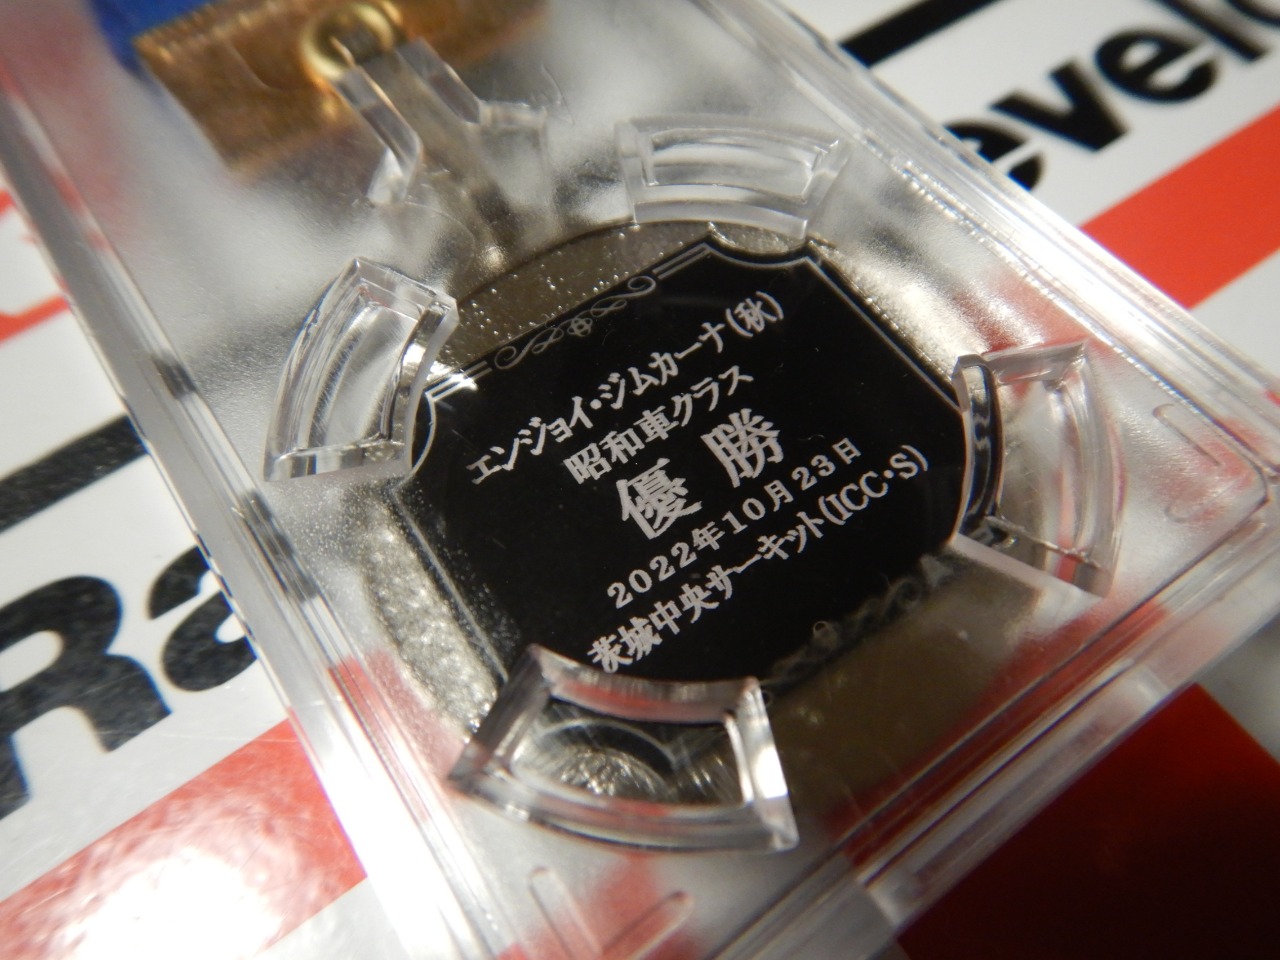 エンジョイ・ジムカーナ(秋)
昭和車クラス
優勝
2022年10月23日
茨城中央サーキット(ICC・S)